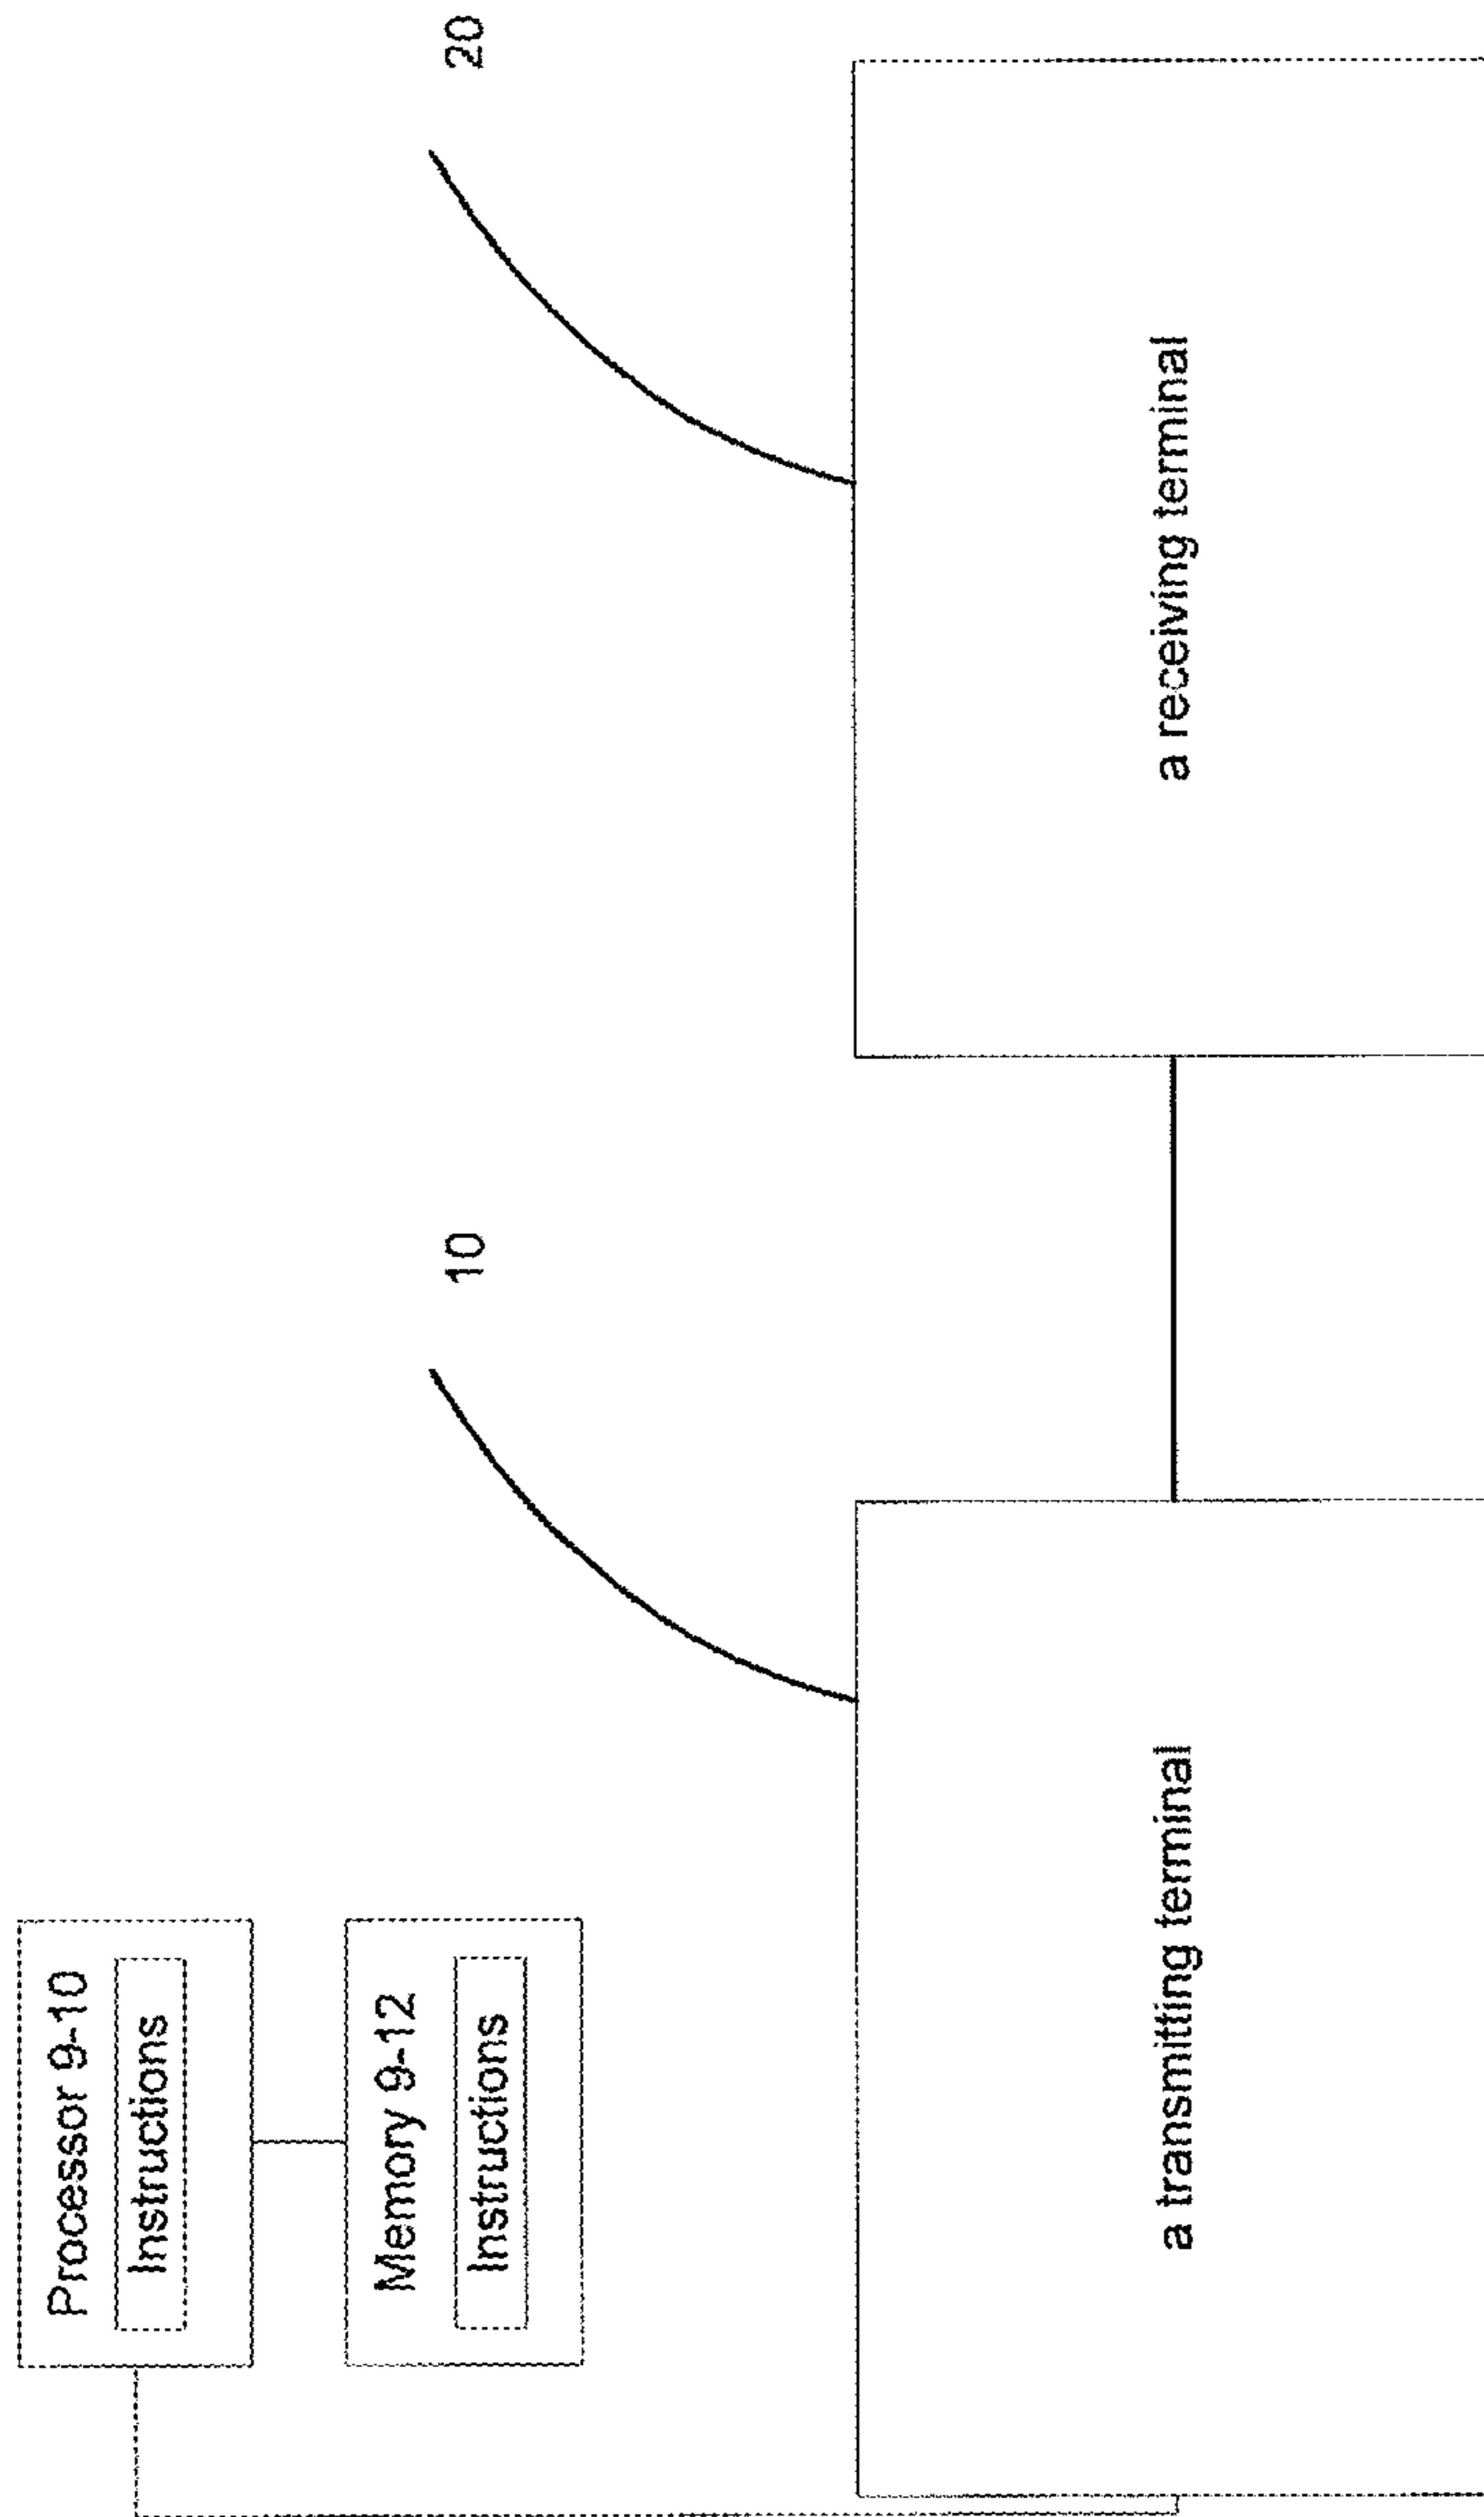 Processor 9-10
Instructions
Memory 9-12
Instructions
10
20
a transmitting terminal
a receiving terminal